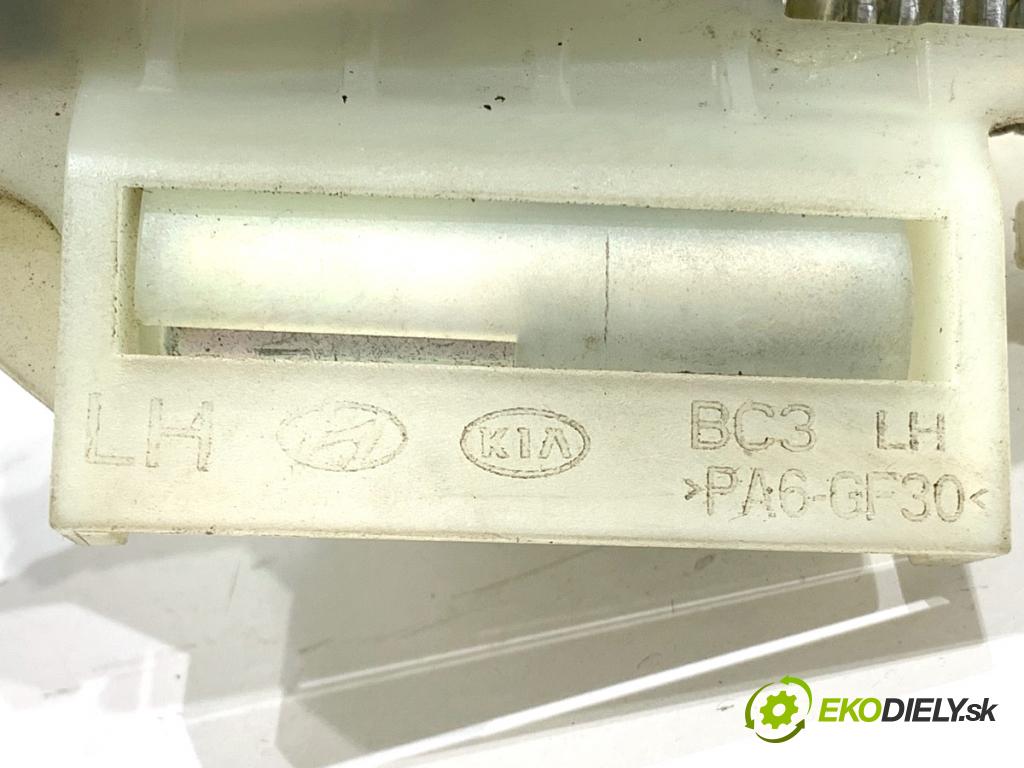 LH KIA BC3 LH
>PA6-GF30<
EKODIELY.sk